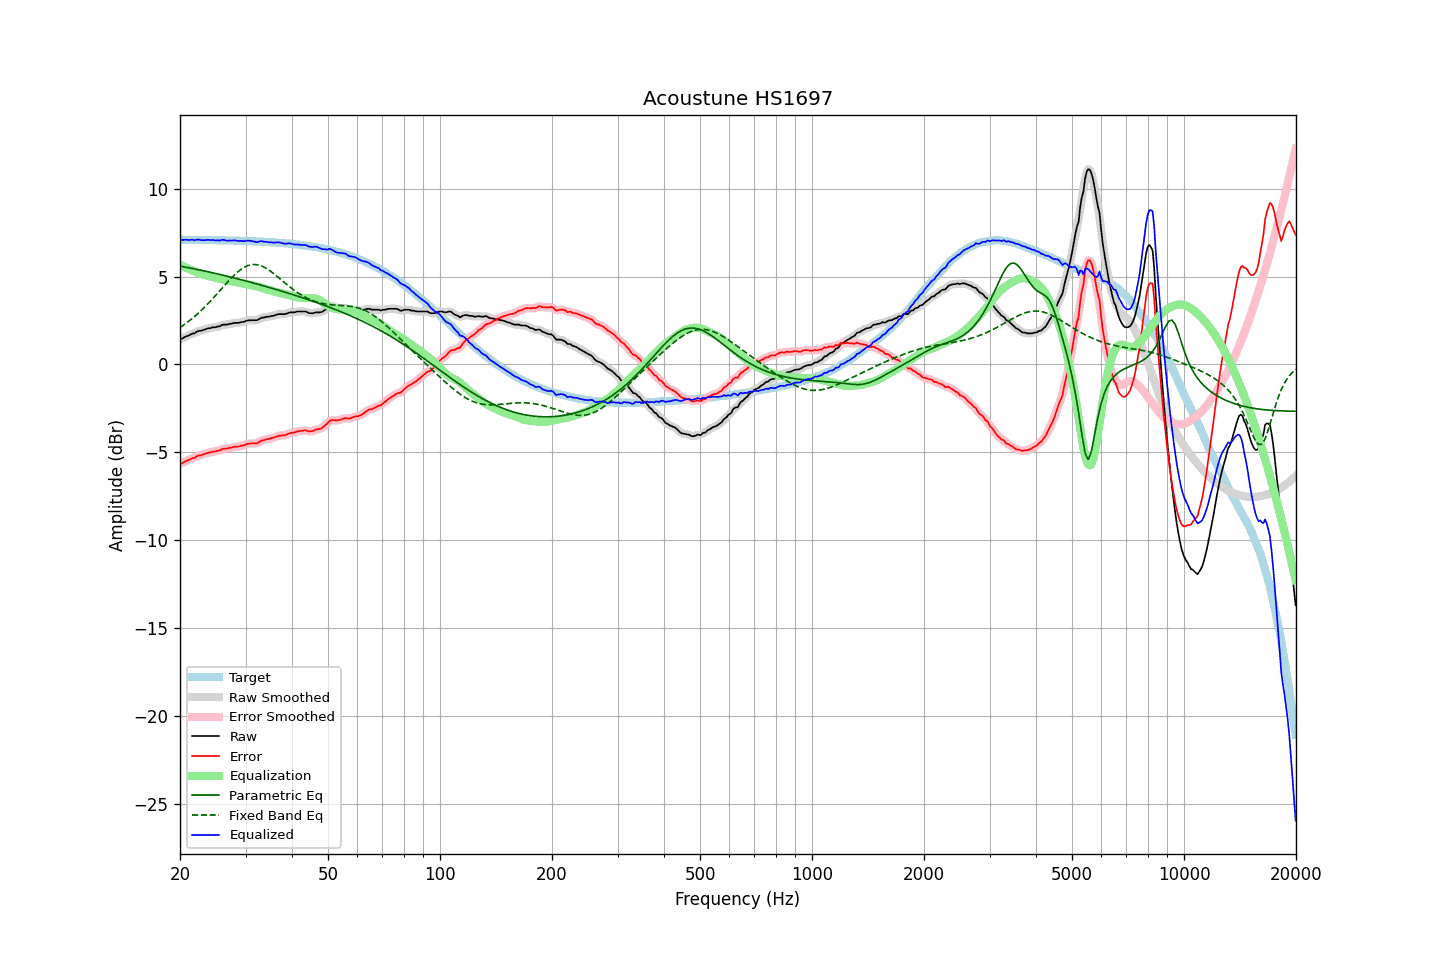 Acoustune HS1697
Amplitude (dBr)
10
5
0
−5
−10
−15
−20
−25
Target
Raw Smoothed
Error Smoothed
Raw
Error
Equalization
Parametric Eq
Fixed Band Eq
Equalized
20 50 100 200 500 1000 2000 5000 10000 20000
Frequency (Hz)